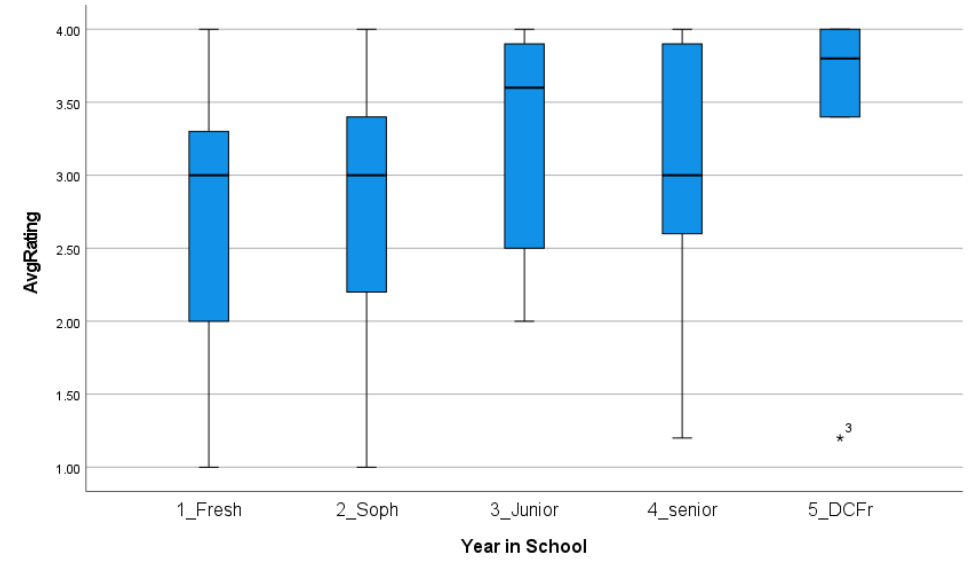 4.00
3.50
3.00
2.50
2.00
1.50
1.00
AvgRating
*3
1_Fresh 2_Soph 3_Junior 4_senior 5_DCFr
Year in School